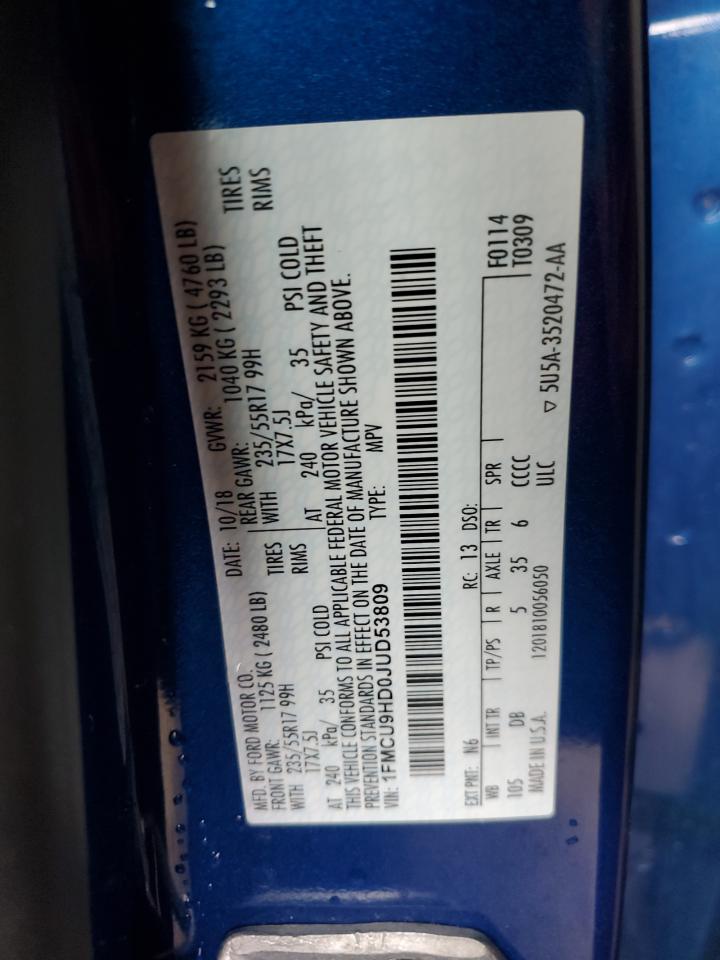 MFD. BY FORD MOTOR CO.
DATE: 10/18 GVWR: 2159 KG ( 4760 LB)
FRONT GAWR: 1125 KG ( 2480 LB) REAR GAWR: 1040 KG ( 2293 LB)
WITH 235/55R17 99H TIRES WITH 235/55R17 99H TIRES
17X7.5J RIMS 17X7.5J RIMS
AT 240 kPa/ 35 PSI COLD AT 240 kPa/ 35 PSI COLD
THIS VEHICLE CONFORMS TO ALL APPLICABLE FEDERAL MOTOR VEHICLE SAFETY AND THEFT
PREVENTION STANDARDS IN EFFECT ON THE DATE OF MANUFACTURE SHOWN ABOVE.
VIN: 1FMCU9HD0JUD53809 TYPE: MPV
EXT PNT: N6 RC: 13 DSO:
WB INT TR TP/PS R AXLE TR SPR F0114
105 DB 5 35 6 CCCC T0309
1201810056050 ULC
MADE IN U.S.A. ▽ 5U5A-3520472-AA